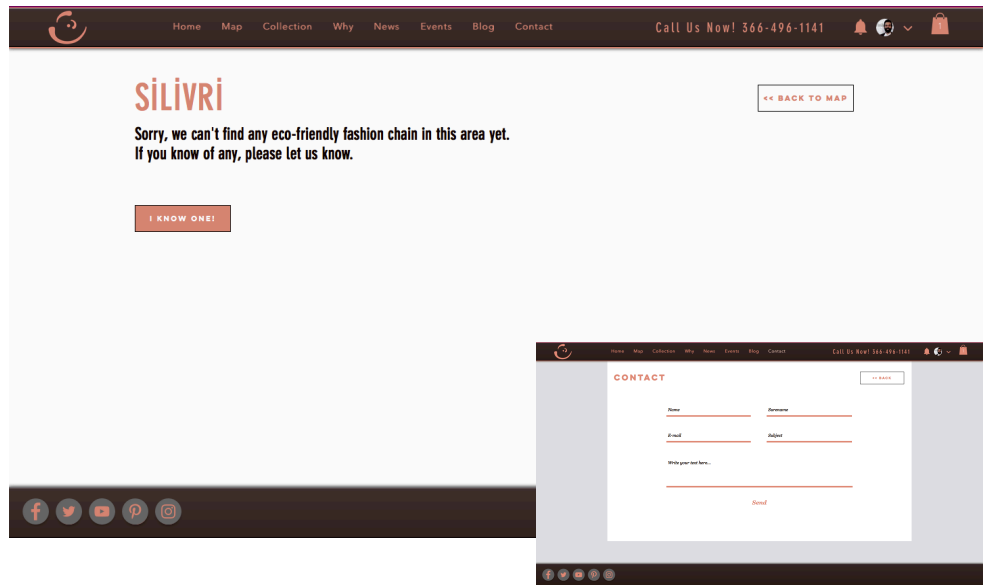 Home Map Collection Why News Events Blog Contact Call Us Now! 366-496-1141
SİLİVRİ
<< BACK TO MAP
Sorry, we can't find any eco-friendly fashion chain in this area yet.
If you know of any, please let us know.
I KNOW ONE!
Home Map Collection Why News Events Blog Contact Call Us Now! 366-496-1141
CONTACT
<< BACK
Name Surname
E-mail Subject
Write your text here...
Send